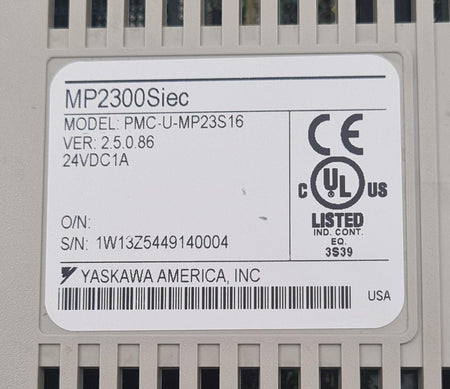 MP2300Siec
MODEL: PMC-U-MP23S16
VER: 2.5.0.86
24VDC1A
O/N:
S/N: 1W13Z5449140004
YASKAWA AMERICA, INC
CE
C UL US
LISTED
IND. CONT.
EQ.
3S39
USA